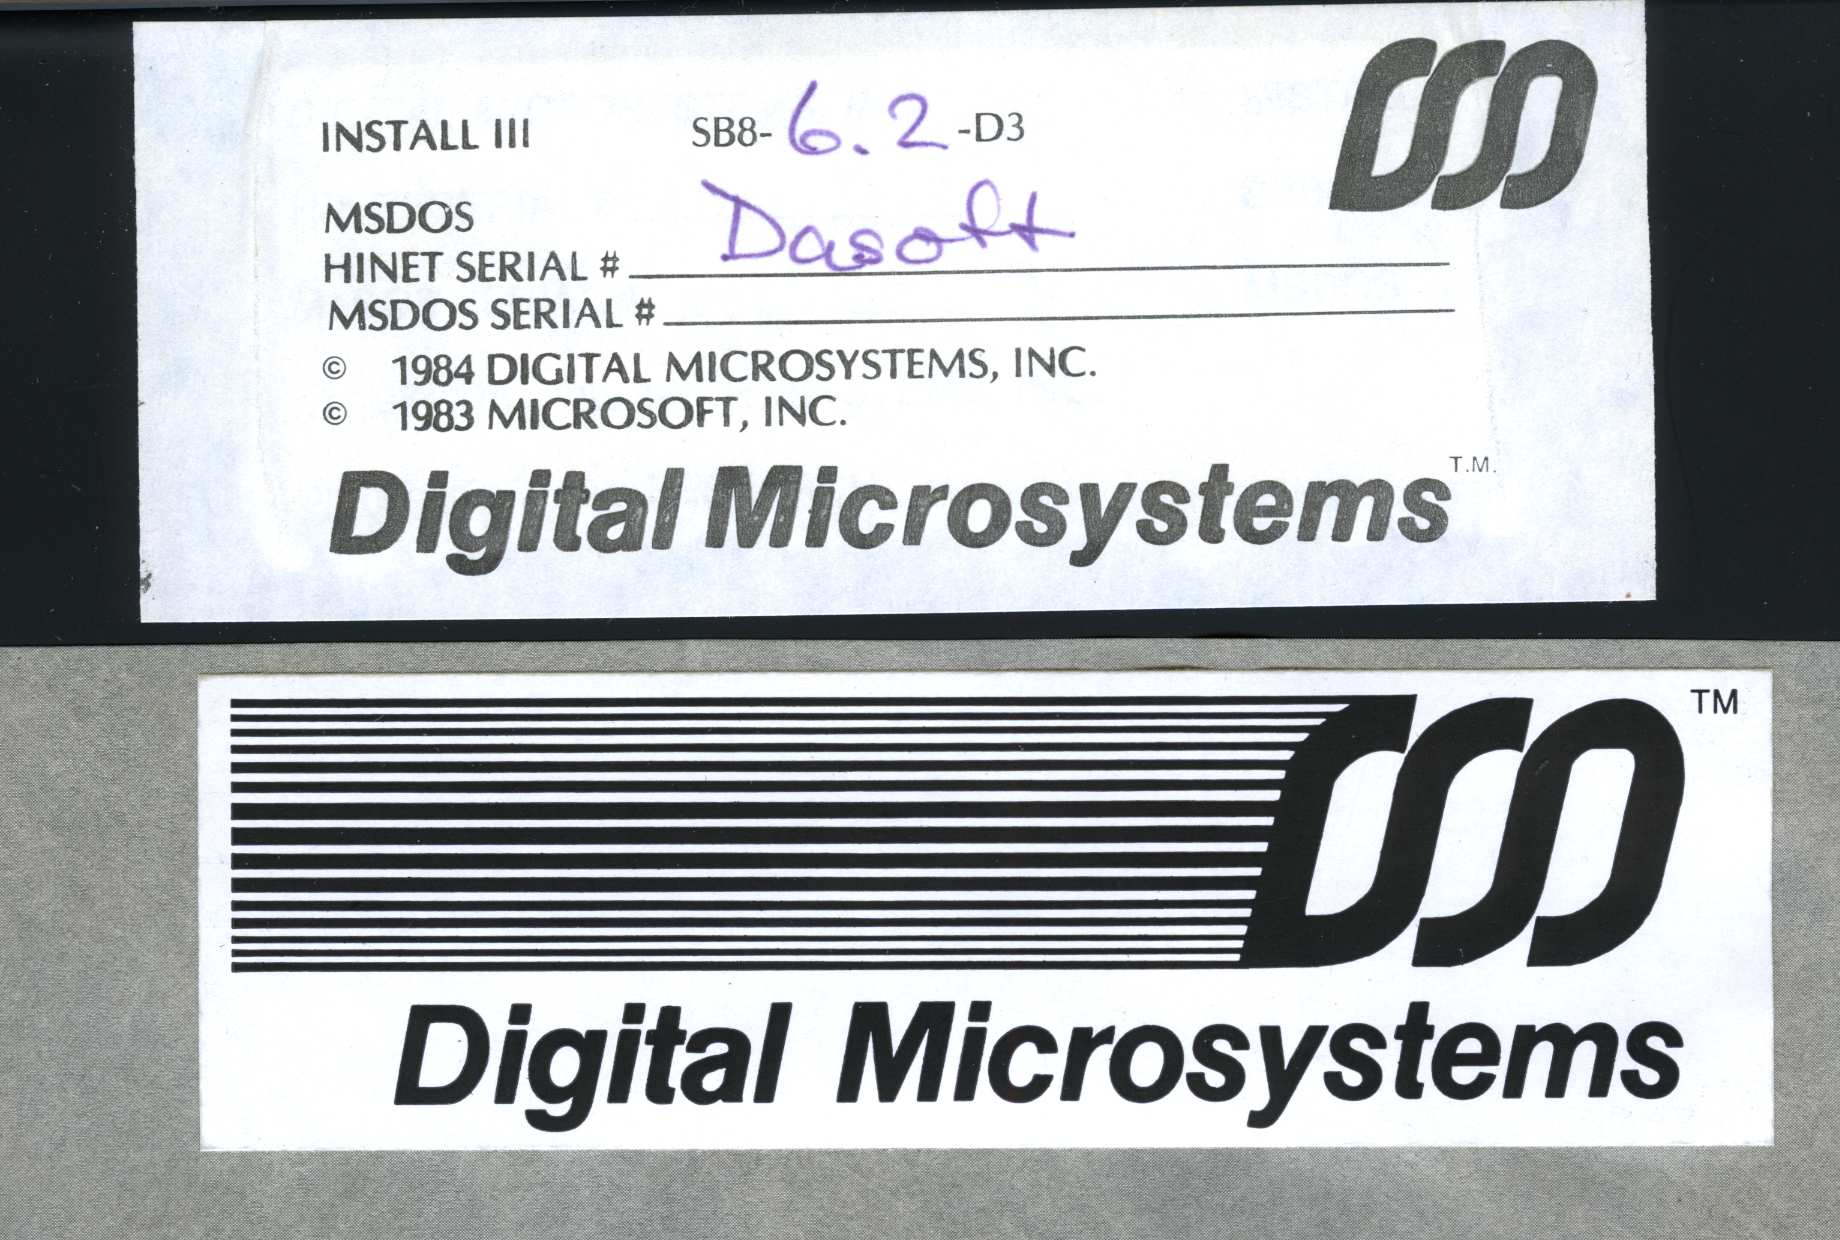 INSTALL III SB8-6.2-D3
MSDOS
HINET SERIAL # Dasoft
MSDOS SERIAL #
© 1984 DIGITAL MICROSYSTEMS, INC.
© 1983 MICROSOFT, INC.
Digital Microsystems T.M.
TM
Digital Microsystems